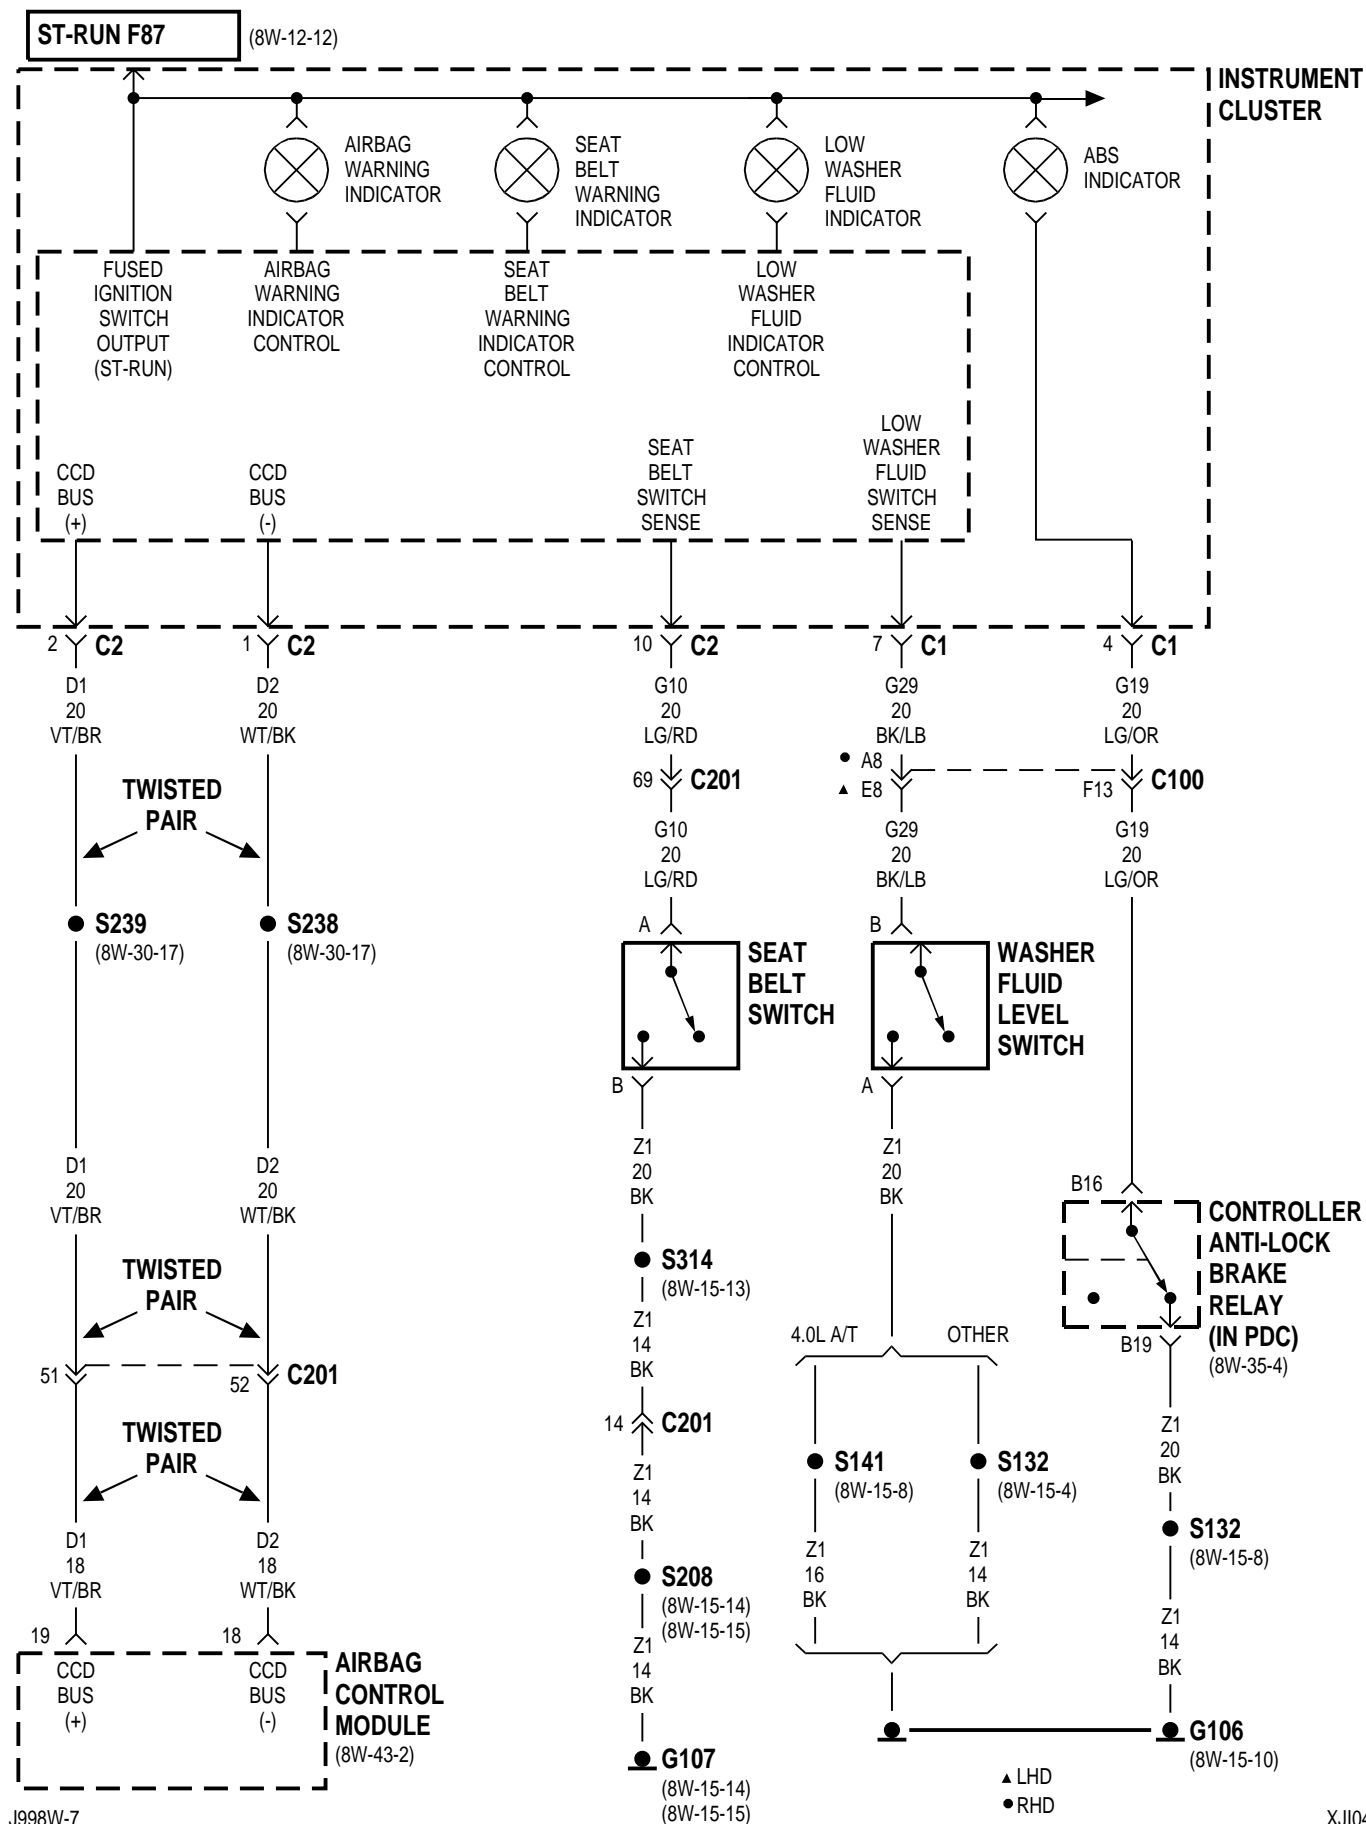 ST-RUN F87 (8W-12-12)
INSTRUMENT
CLUSTER
AIRBAG
WARNING
INDICATOR
SEAT
BELT
WARNING
INDICATOR
LOW
WASHER
FLUID
INDICATOR
ABS
INDICATOR
FUSED
IGNITION
SWITCH
OUTPUT
(ST-RUN)
AIRBAG
WARNING
INDICATOR
CONTROL
SEAT
BELT
WARNING
INDICATOR
CONTROL
LOW
WASHER
FLUID
INDICATOR
CONTROL
CCD
BUS
(+)
CCD
BUS
(-)
SEAT
BELT
SWITCH
SENSE
LOW
WASHER
FLUID
SWITCH
SENSE
2 C2
1 C2
10 C2
7 C1
4 C1
D1
20
VT/BR
D2
20
WT/BK
G10
20
LG/RD
G29
20
BK/LB
G19
20
LG/OR
TWISTED
PAIR
69 C201
● A8
▲ E8
F13 C100
G10
20
LG/RD
G29
20
BK/LB
G19
20
LG/OR
S239
(8W-30-17)
S238
(8W-30-17)
A
SEAT
BELT
SWITCH
B
B
WASHER
FLUID
LEVEL
SWITCH
A
D1
20
VT/BR
D2
20
WT/BK
Z1
20
BK
Z1
20
BK
B16
CONTROLLER
ANTI-LOCK
BRAKE
RELAY
(IN PDC)
(8W-35-4)
B19
TWISTED
PAIR
S314
(8W-15-13)
Z1
14
BK
4.0L A/T
OTHER
51
52 C201
14 C201
TWISTED
PAIR
Z1
14
BK
S141
(8W-15-8)
S132
(8W-15-4)
Z1
20
BK
D1
18
VT/BR
D2
18
WT/BK
S208
(8W-15-14)
(8W-15-15)
Z1
16
BK
Z1
14
BK
S132
(8W-15-8)
19
18
CCD
BUS
(+)
CCD
BUS
(-)
AIRBAG
CONTROL
MODULE
(8W-43-2)
Z1
14
BK
Z1
14
BK
G107
(8W-15-14)
(8W-15-15)
G106
(8W-15-10)
▲ LHD
● RHD
J998W-7
XJI04